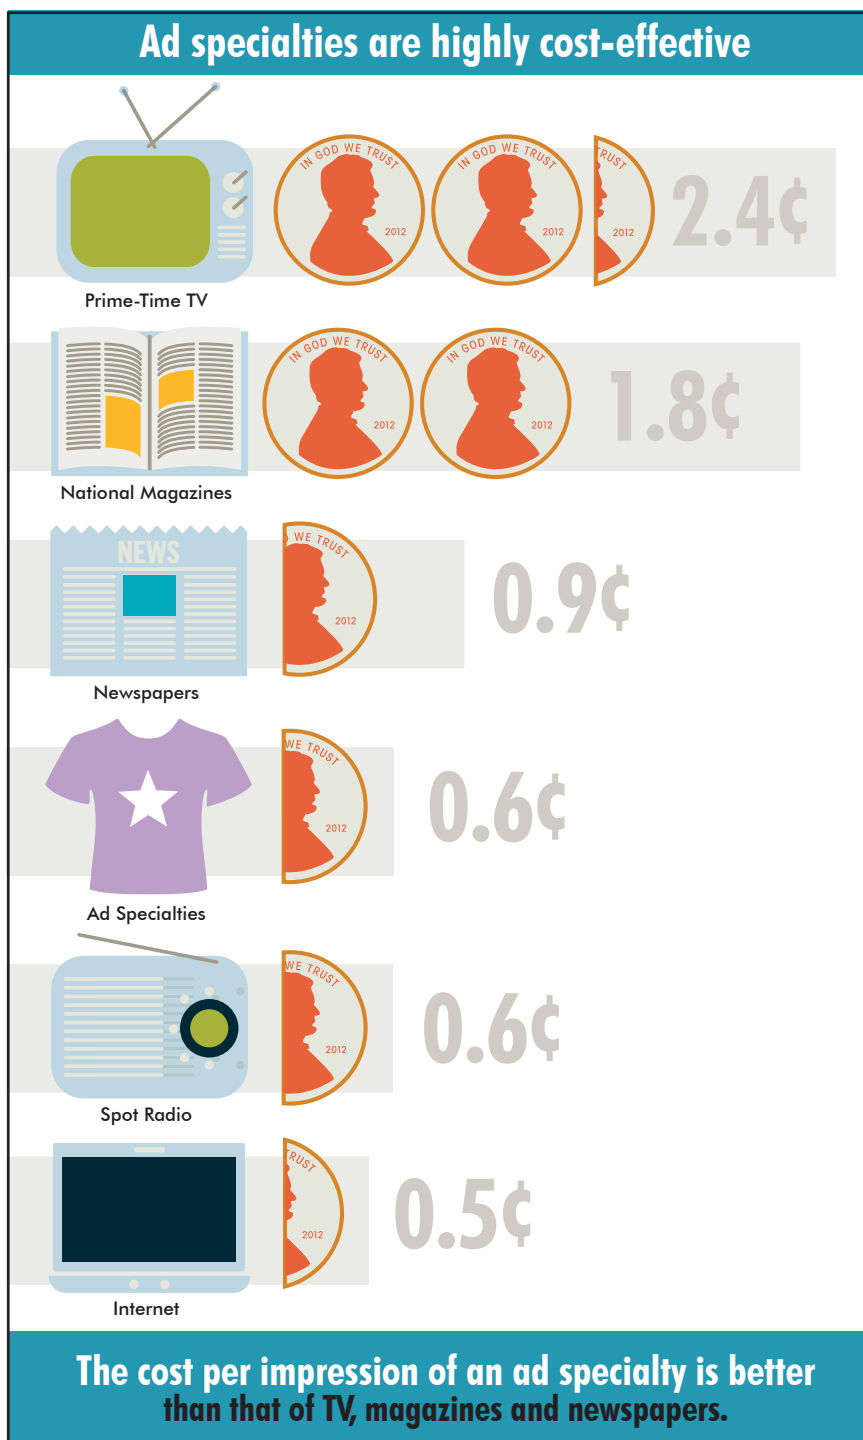 Ad specialties are highly cost-effective
IN GOD WE TRUST
2012
IN GOD WE TRUST
2012
TRUST
2012
2.4¢
Prime-Time TV
IN GOD WE TRUST
2012
IN GOD WE TRUST
2012
1.8¢
National Magazines
NEWS
WE TRUST
2012
0.9¢
Newspapers
WE TRUST
2012
0.6¢
Ad Specialties
WE TRUST
2012
0.6¢
Spot Radio
TRUST
2012
0.5¢
Internet
The cost per impression of an ad specialty is better
than that of TV, magazines and newspapers.